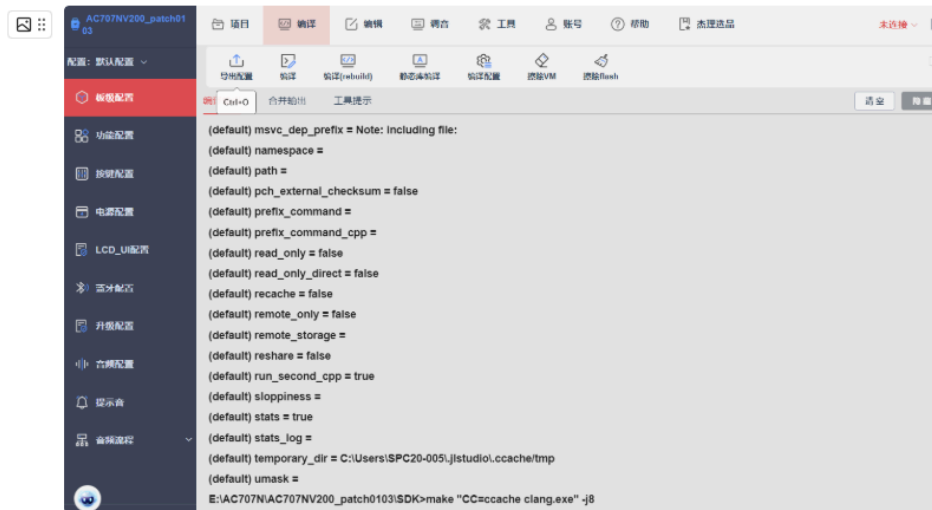 AC707NV200_patch01
03
项目
编译
编辑
调音
工具
账号
帮助
杰理选品
未连接
配置: 默认配置
导出配置
编译
编译(rebuild)
静态库编译
编译配置
擦除VM
擦除flash
Ctrl+O
合并输出
工具提示
清空
板级配置
功能配置
按键配置
电源配置
LCD_UI配置
蓝牙配置
升级配置
音频配置
提示音
音频流程
(default) msvc_dep_prefix = Note: including file:
(default) namespace =
(default) path =
(default) pch_external_checksum = false
(default) prefix_command =
(default) prefix_command_cpp =
(default) read_only = false
(default) read_only_direct = false
(default) recache = false
(default) remote_only = false
(default) remote_storage =
(default) reshare = false
(default) run_second_cpp = true
(default) sloppiness =
(default) stats = true
(default) stats_log =
(default) temporary_dir = C:\Users\SPC20-005\.jlstudio\.ccache/tmp
(default) umask =
E:\AC707N\AC707NV200_patch0103\SDK>make "CC=ccache clang.exe" -j8